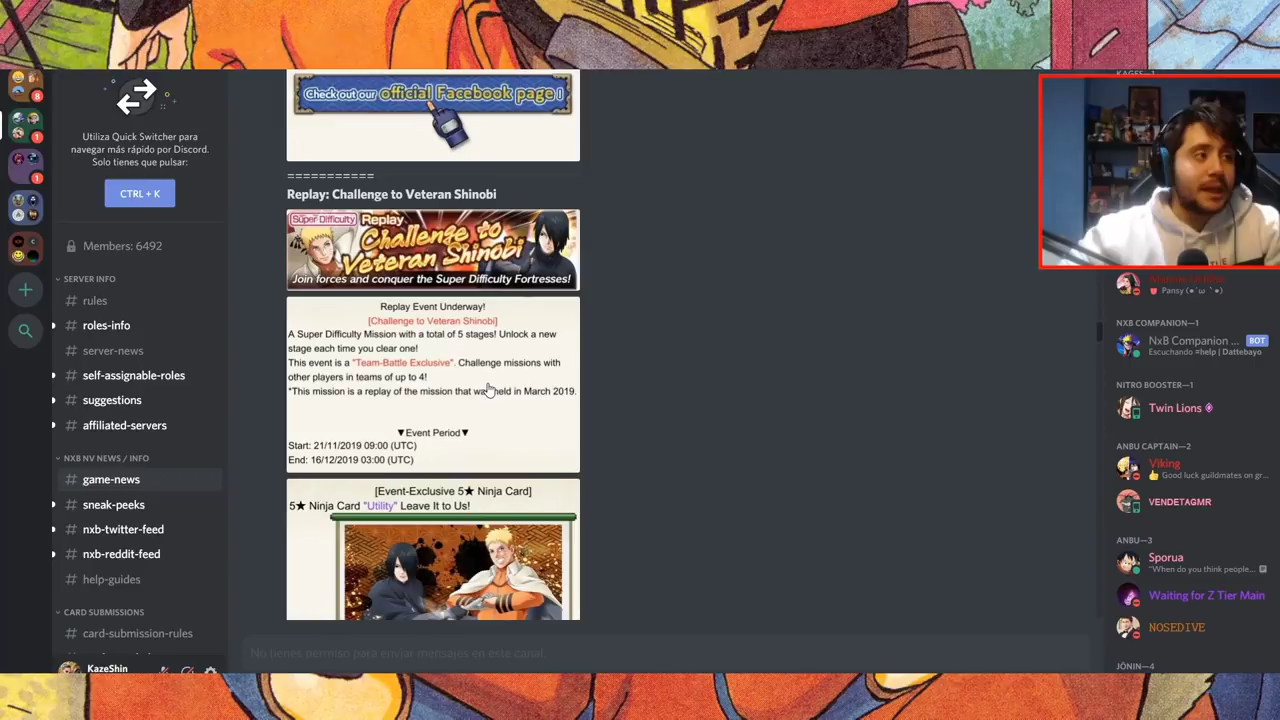 8
1
1
Utiliza Quick Switcher para
navegar más rápido por Discord.
Solo tienes que pulsar:
CTRL + K
Members: 6492
SERVER INFO
# rules
# roles-info
# server-news
# self-assignable-roles
# suggestions
# affiliated-servers
NXB NV NEWS / INFO
# game-news
# sneak-peeks
# nxb-twitter-feed
# nxb-reddit-feed
# help-guides
CARD SUBMISSIONS
# card-submission-rules
KazeShin
Check out our official Facebook page!
===========
Replay: Challenge to Veteran Shinobi
Super Difficulty Replay
Challenge to
Veteran Shinobi
Join forces and conquer the Super Difficulty Fortresses!
Replay Event Underway!
[Challenge to Veteran Shinobi]
A Super Difficulty Mission with a total of 5 stages! Unlock a new
stage each time you clear one!
This event is a "Team-Battle Exclusive". Challenge missions with
other players in teams of up to 4!
*This mission is a replay of the mission that was held in March 2019.
▼Event Period▼
Start: 21/11/2019 09:00 (UTC)
End: 16/12/2019 03:00 (UTC)
[Event-Exclusive 5★ Ninja Card]
5★ Ninja Card "Utility" Leave It to Us!
No tienes permiso para enviar mensajes en este canal.
Pansy (●´ω｀●)
NXB COMPANION—1
NxB Companion ... BOT
Escuchando =help | Dattebayo
NITRO BOOSTER—1
Twin Lions
ANBU CAPTAIN—2
Viking
Good luck guildmates on gr...
VENDETAGMR
ANBU—3
Sporua
"When do you think people...
Waiting for Z Tier Main
NOSEDIVE
JŌNIN—4